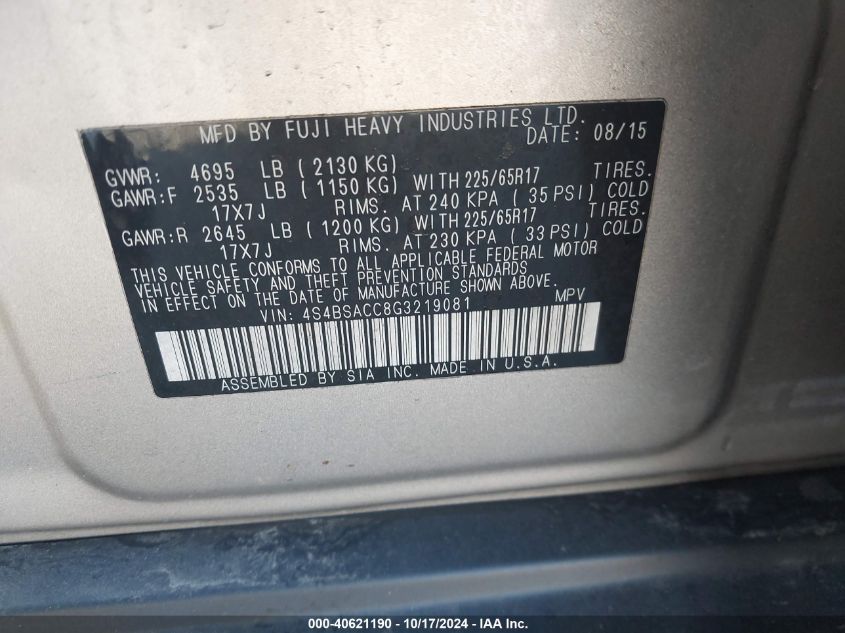 MFD BY FUJI HEAVY INDUSTRIES LTD.
DATE: 08/15
GVWR: 4695 LB ( 2130 KG)
GAWR:F 2535 LB ( 1150 KG) WITH 225/65R17 TIRES.
17X7J RIMS. AT 240 KPA ( 35 PSI) COLD
GAWR:R 2645 LB ( 1200 KG) WITH 225/65R17 TIRES.
17X7J RIMS. AT 230 KPA ( 33 PSI) COLD
THIS VEHICLE CONFORMS TO ALL APPLICABLE FEDERAL MOTOR
VEHICLE SAFETY AND THEFT PREVENTION STANDARDS
IN EFFECT ON THE DATE OF MANUFACTURE SHOWN ABOVE.
VIN: 4S4BSACC8G3219081 MPV
ASSEMBLED BY SIA INC. MADE IN U.S.A.
000-40621190 - 10/17/2024 - IAAI Inc.